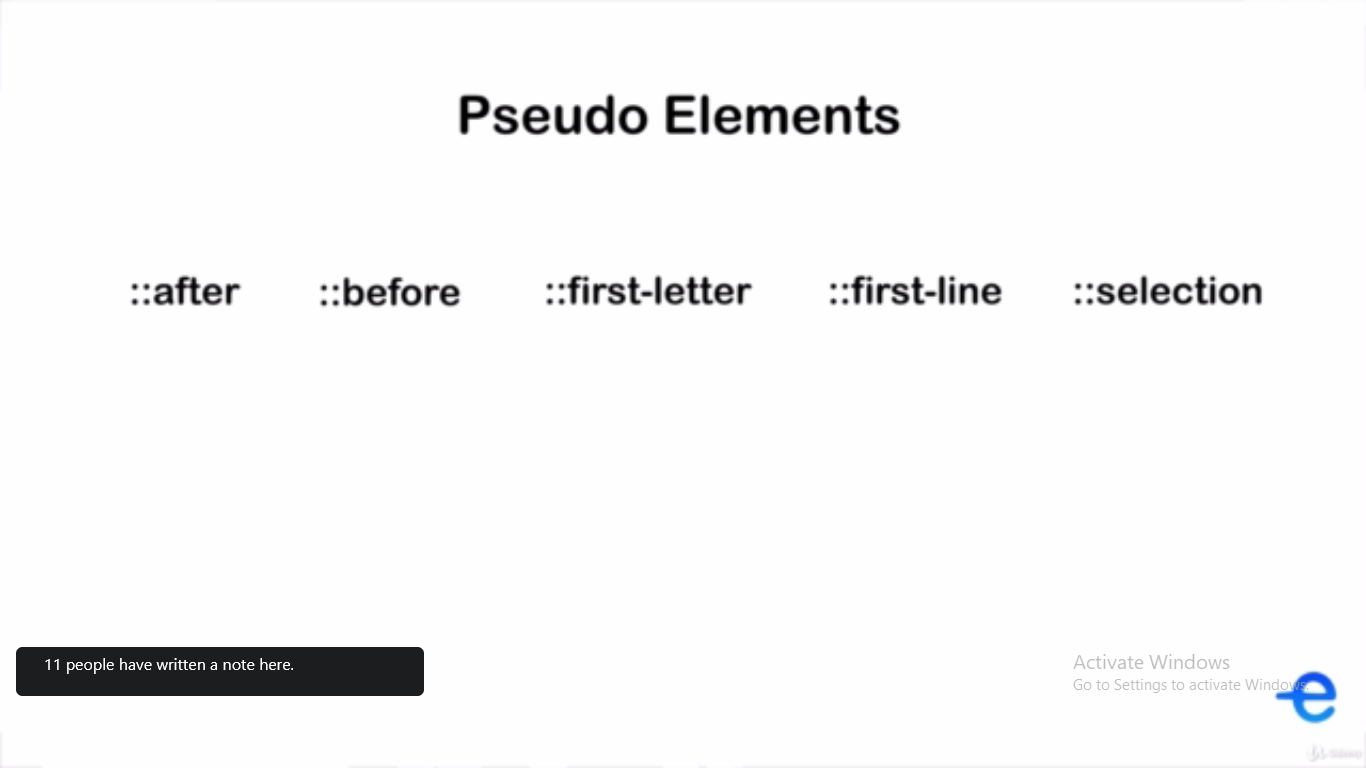 Pseudo Elements
::after ::before ::first-letter ::first-line ::selection
11 people have written a note here.
Activate Windows
Go to Settings to activate Windows.
Udemy